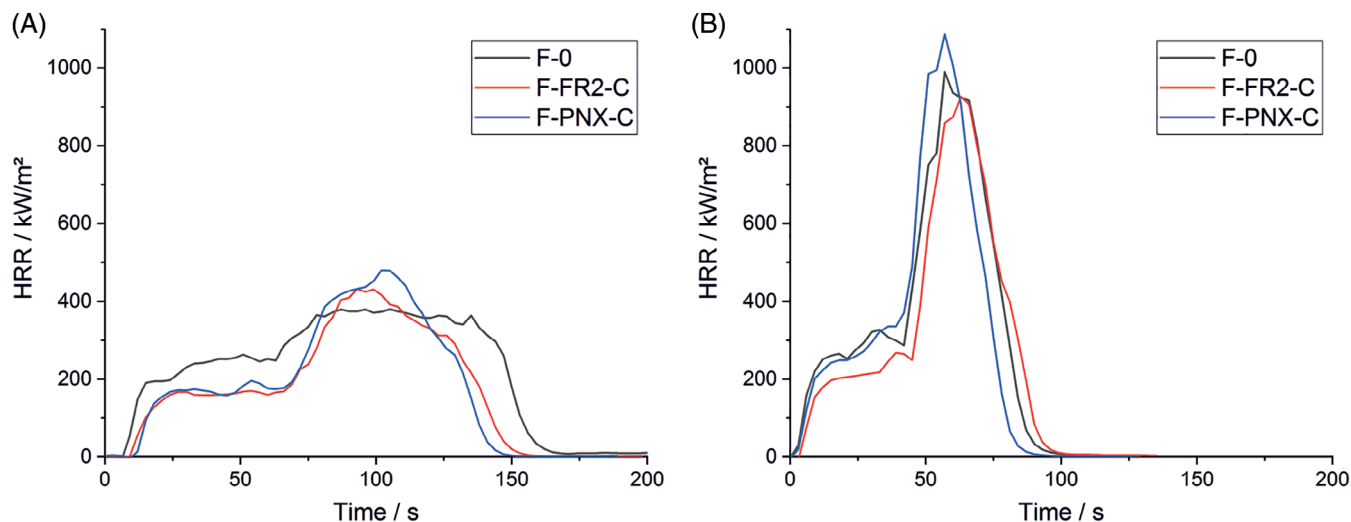 (A)
HRR / kW/m²
1000
800
600
400
200
0
F-0
F-FR2-C
F-PNX-C
0 50 100 150 200
Time / s
(B)
HRR / kW/m²
1000
800
600
400
200
0
F-0
F-FR2-C
F-PNX-C
0 50 100 150 200
Time / s